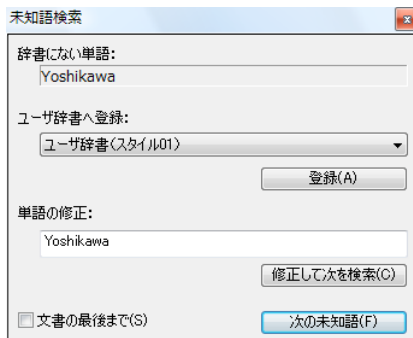 未知語検索
辞書にない単語:
Yoshikawa
ユーザ辞書へ登録:
ユーザ辞書(スタイル01)
登録(A)
単語の修正:
Yoshikawa
修正して次を検索(C)
文書の最後まで(S)
次の未知語(F)